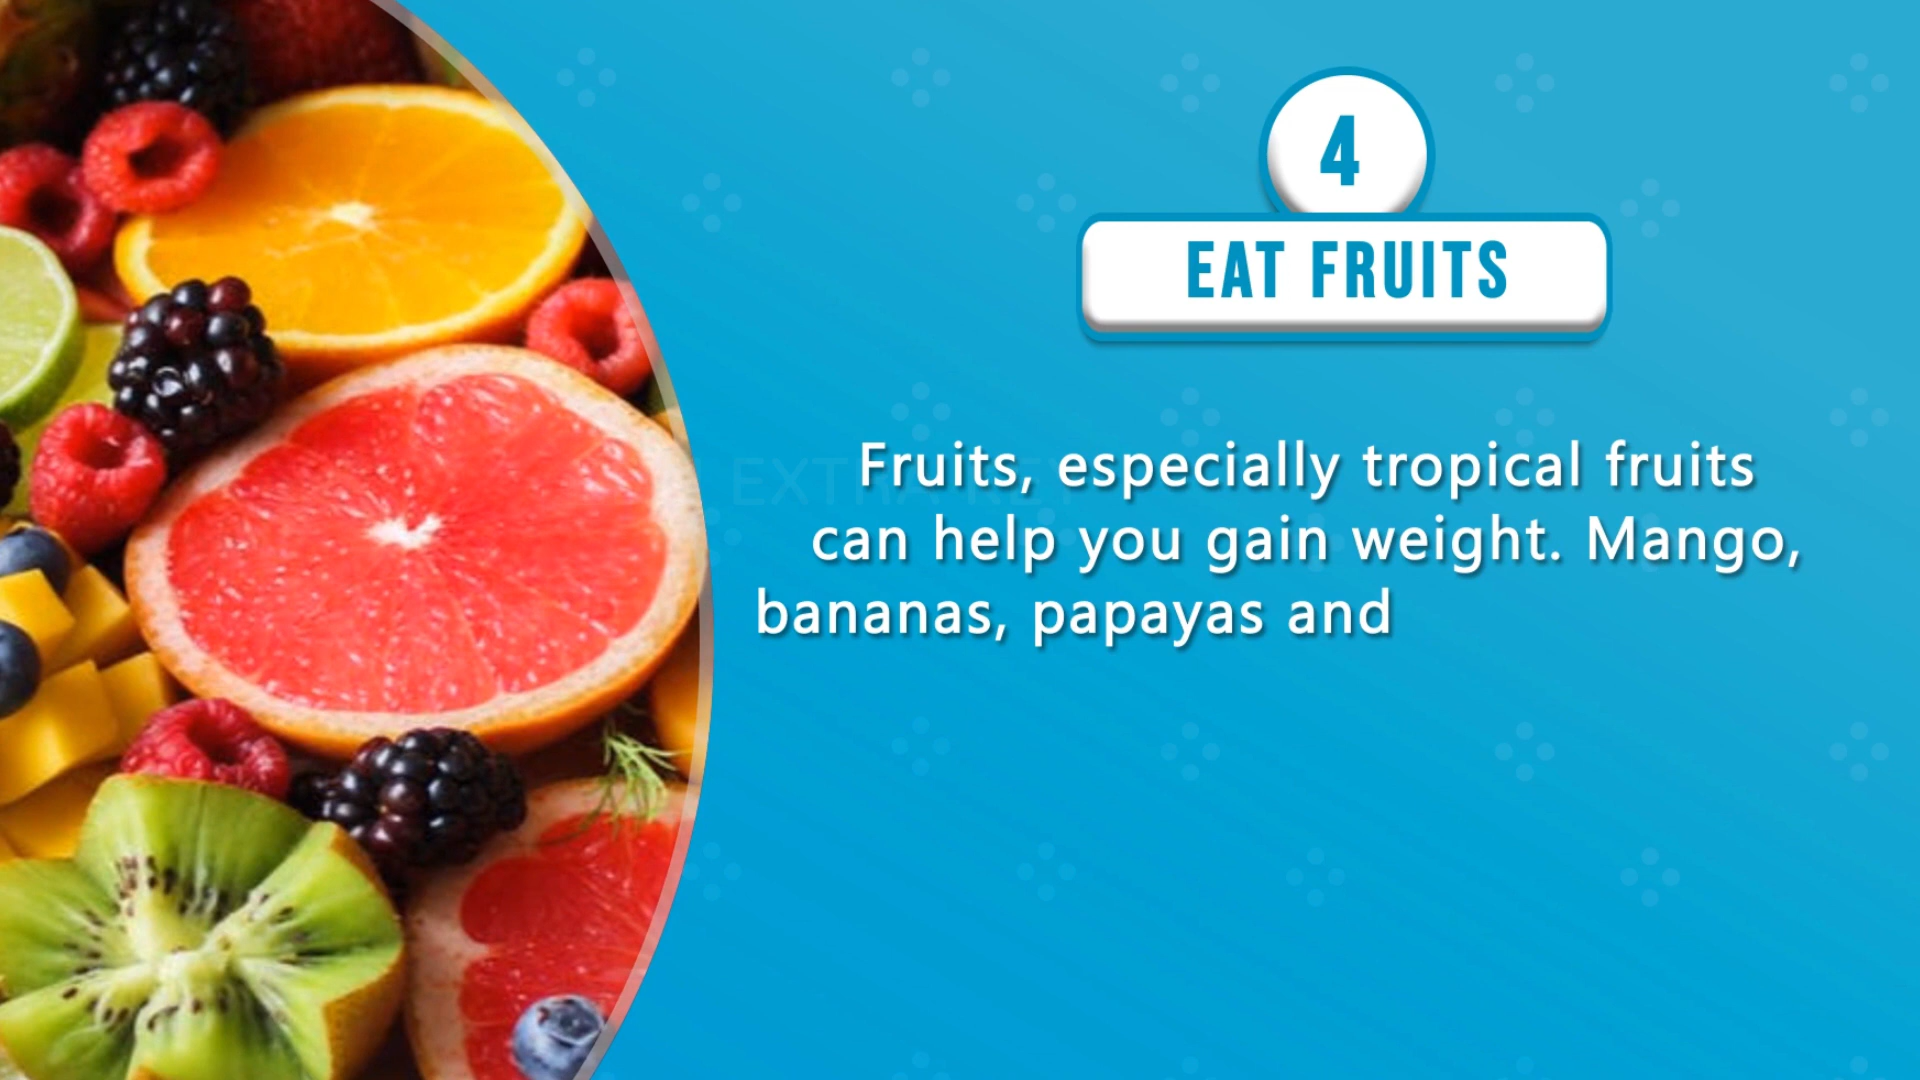 4
EAT FRUITS
Fruits, especially tropical fruits
can help you gain weight. Mango,
bananas, papayas and